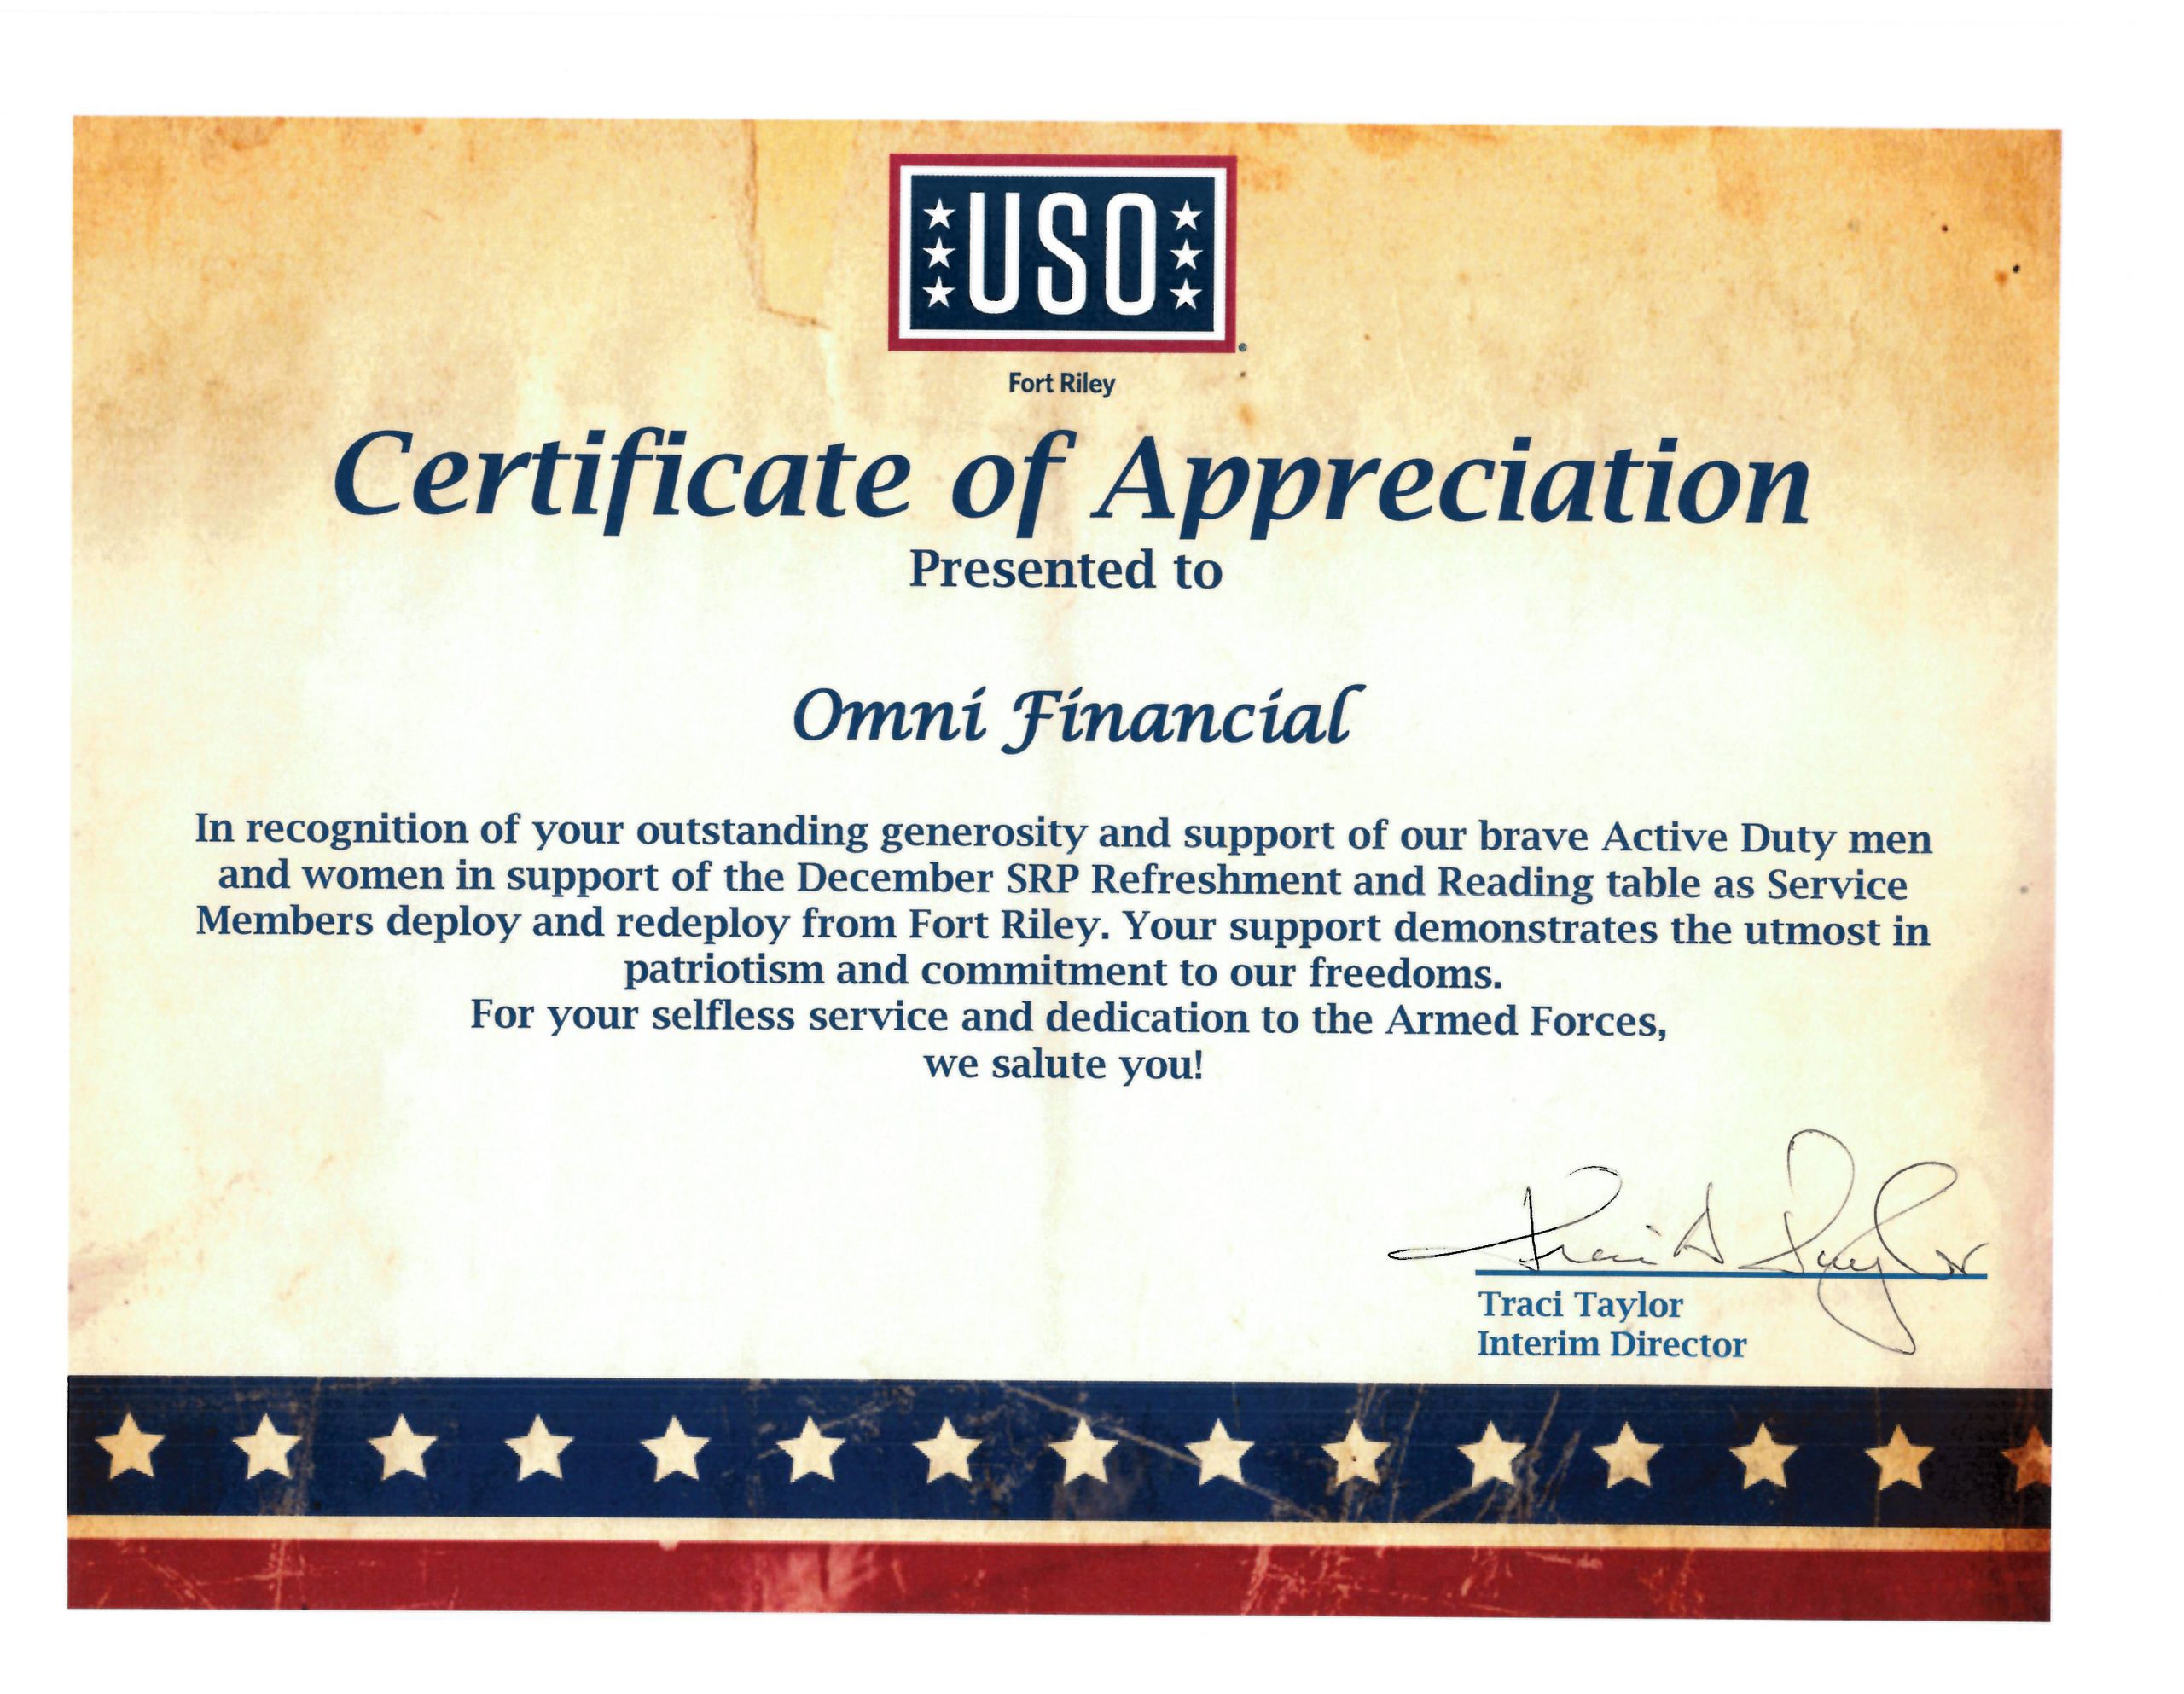 USO
Fort Riley
Certificate of Appreciation
Presented to
Omni Financial
In recognition of your outstanding generosity and support of our brave Active Duty men
and women in support of the December SRP Refreshment and Reading table as Service
Members deploy and redeploy from Fort Riley. Your support demonstrates the utmost in
patriotism and commitment to our freedoms.
For your selfless service and dedication to the Armed Forces,
we salute you!
Traci A Taylor
Traci Taylor
Interim Director